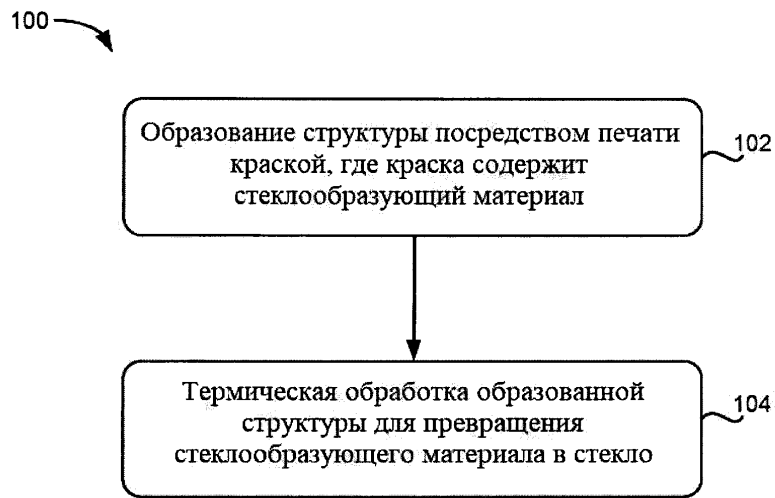 100
Образование структуры посредством печати
краской, где краска содержит
стеклообразующий материал
102
Термическая обработка образованной
структуры для превращения
стеклообразующего материала в стекло
104